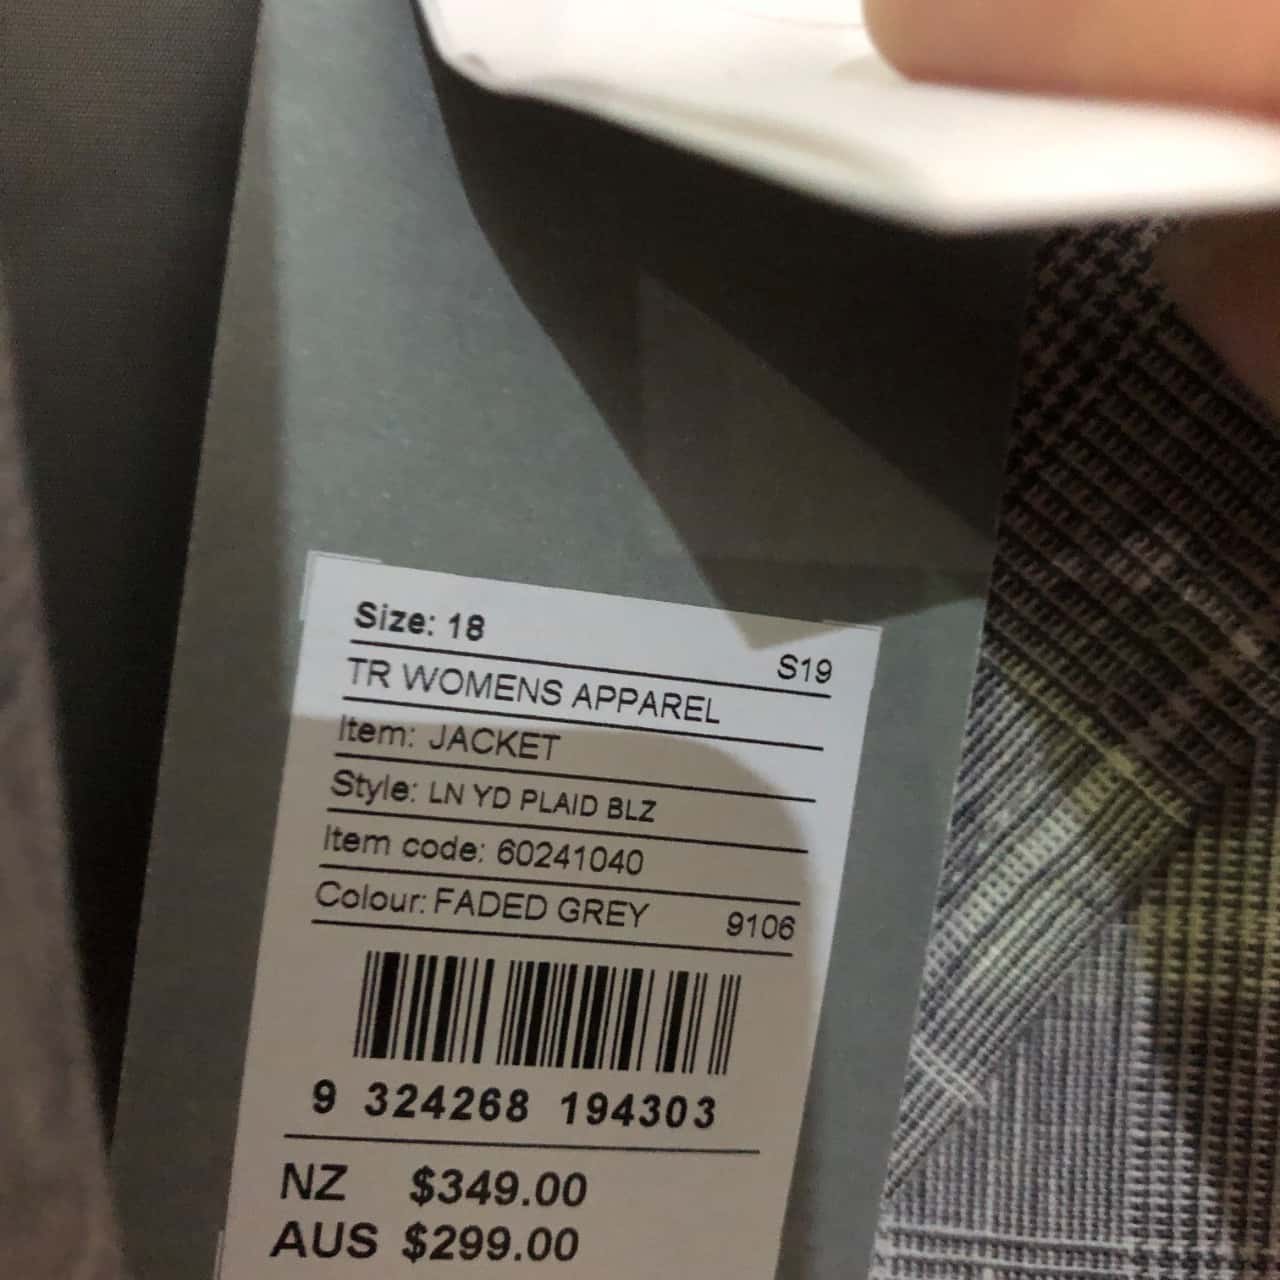 Size: 18
S19
TR WOMENS APPAREL
Item: JACKET
Style: LN YD PLAID BLZ
Item code: 60241040
Colour: FADED GREY 9106
9 324268 194303
NZ $349.00
AUS $299.00